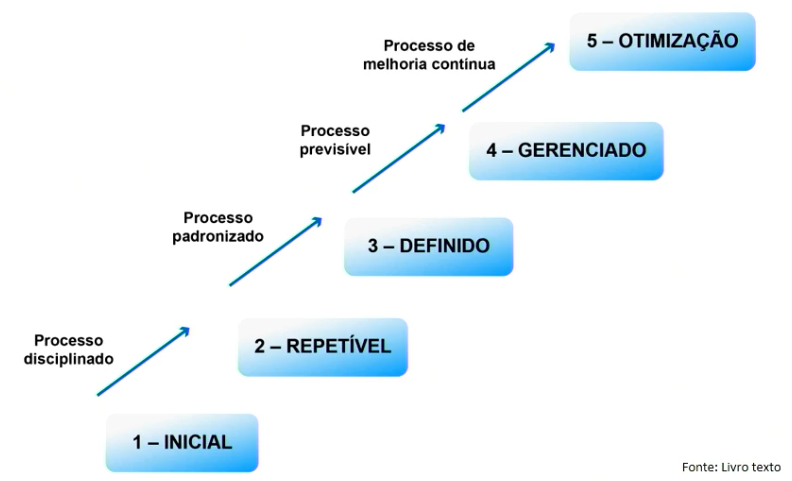 Processo de
melhoria contínua
5 – OTIMIZAÇÃO
Processo
previsível
4 – GERENCIADO
Processo
padronizado
3 – DEFINIDO
Processo
disciplinado
2 – REPETÍVEL
1 – INICIAL
Fonte: Livro texto